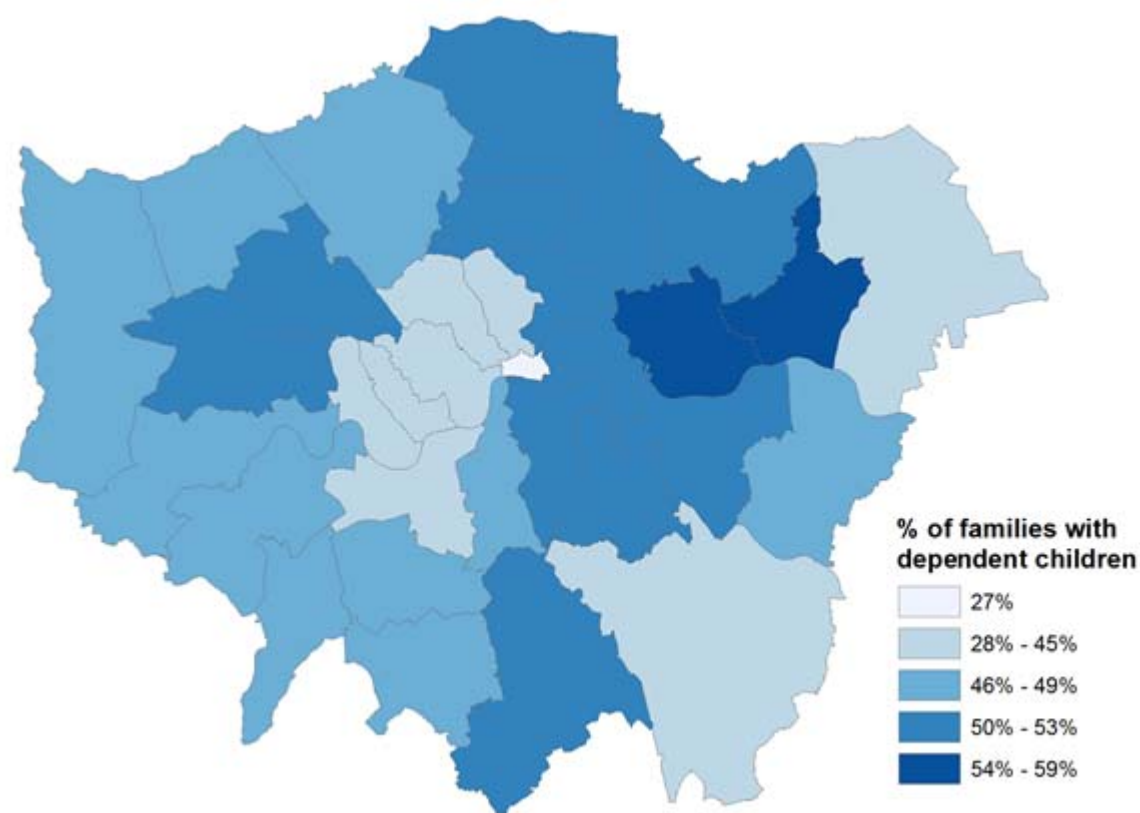 % of families with
dependent children
27%
28% - 45%
46% - 49%
50% - 53%
54% - 59%